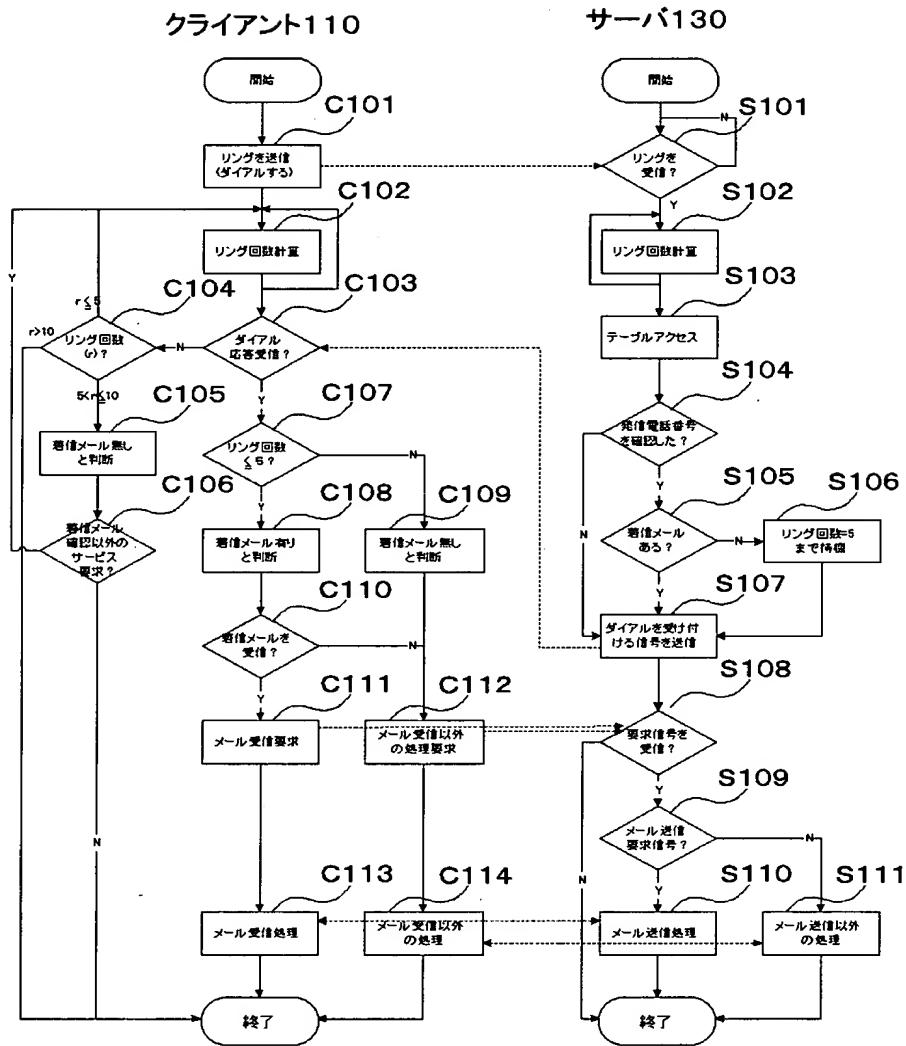 クライアント110
サーバ130
開始
開始
C101
S101
リングを送信
(ダイアルする)
リングを
受信?
N
Y
C102
S102
リング回数計算
リング回数計算
Y
C103
S103
r≦5
C104
r>10
リング回数
(r)?
N
ダイアル
応答受信?
テーブルアクセス
5<r≦10
Y
S104
発信電話番号
を確認した?
C105
C107
着信メール無し
と判断
リング回数
≦5?
N
Y
S105
S106
C106
Y
C108
C109
着信メール
確認以外の
サービス
要求?
着信メール有り
と判断
着信メール無し
と判断
N
着信メール
ある?
N
リング回数=5
まで待機
C110
Y
S107
着信メールを
受信?
N
ダイアルを受け付
ける信号を送信
Y
S108
C111
C112
メール受信要求
メール受信以外
の処理要求
要求信号を
受信?
Y
S109
メール送信
要求信号?
N
N
N
Y
C113
C114
S110
S111
メール受信処理
メール受信以外
の処理
メール送信処理
メール送信以外
の処理
終了
終了